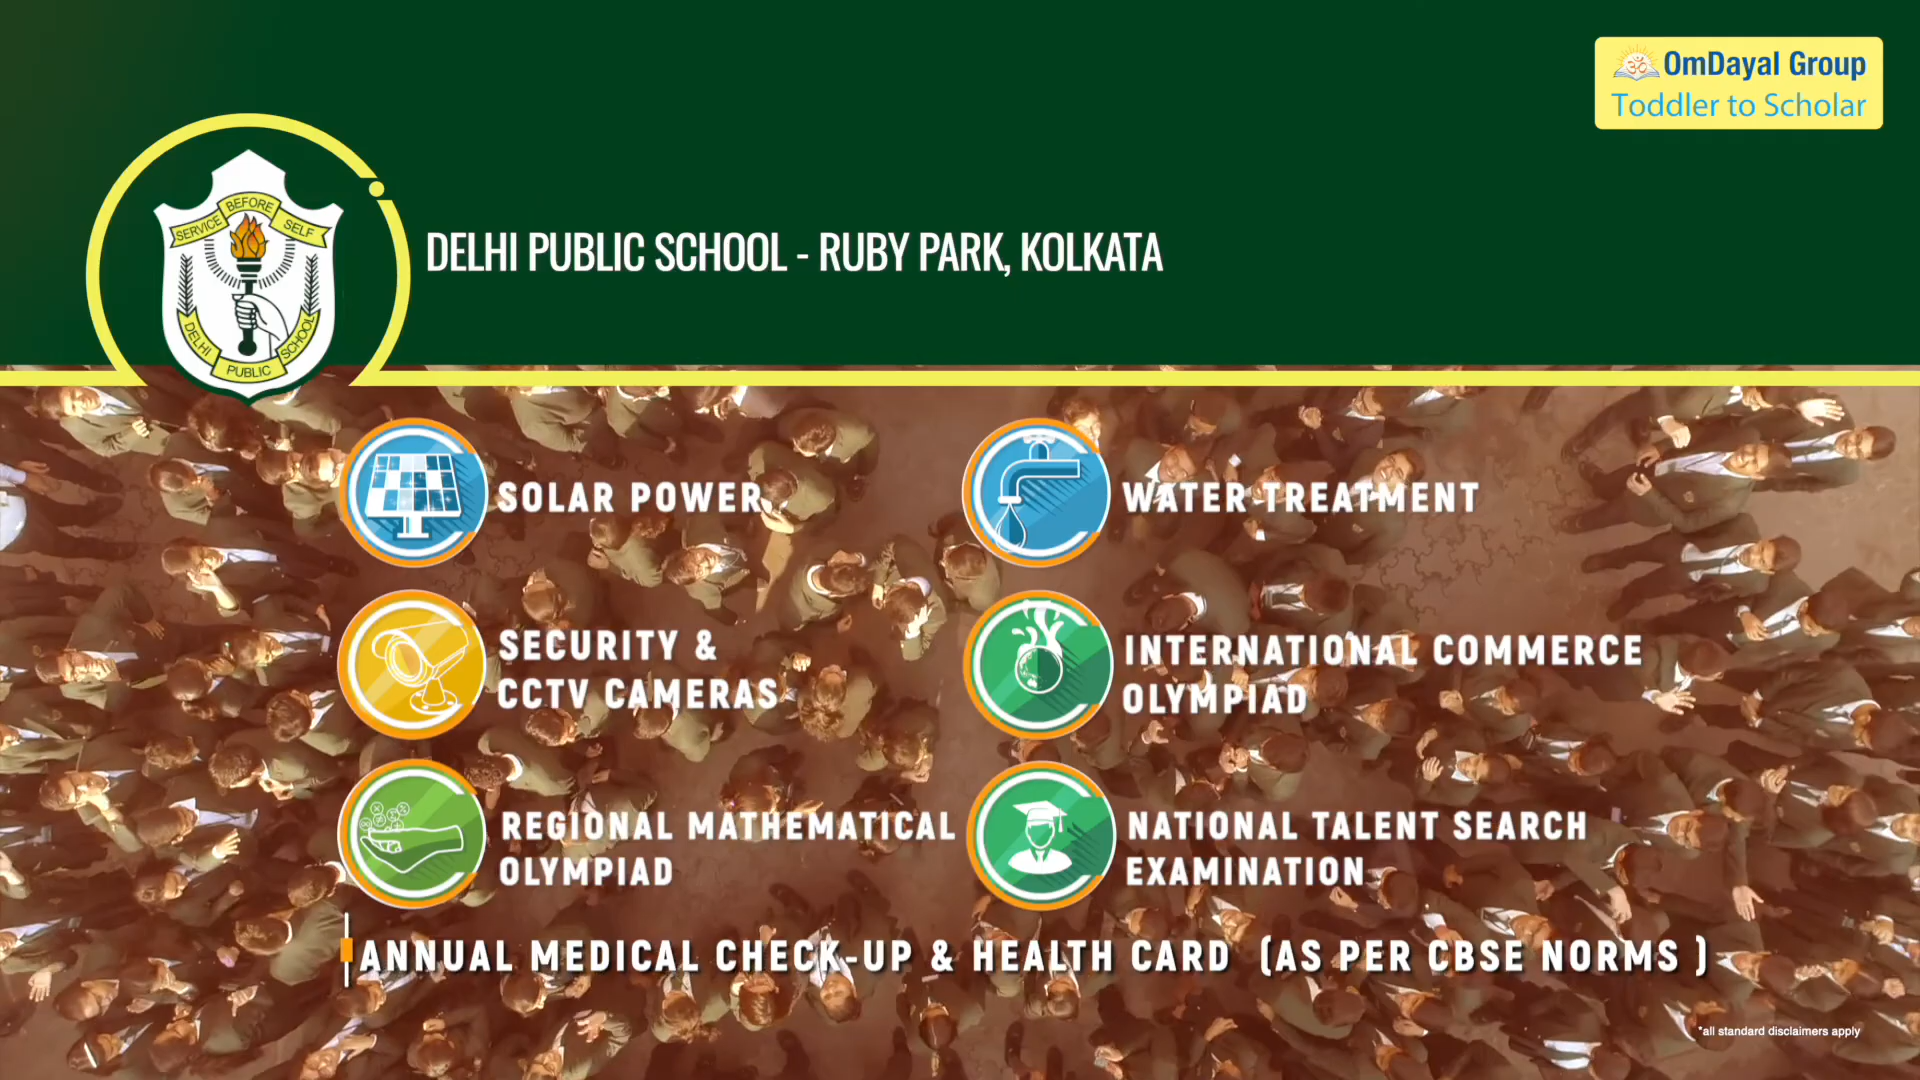 OmDayal Group
Toddler to Scholar
SERVICE BEFORE SELF
DELHI PUBLIC SCHOOL
DELHI PUBLIC SCHOOL - RUBY PARK, KOLKATA
SOLAR POWER
WATER TREATMENT
SECURITY &
CCTV CAMERAS
INTERNATIONAL COMMERCE
OLYMPIAD
REGIONAL MATHEMATICAL
OLYMPIAD
NATIONAL TALENT SEARCH
EXAMINATION
ANNUAL MEDICAL CHECK-UP & HEALTH CARD (AS PER CBSE NORMS )
*all standard disclaimers apply